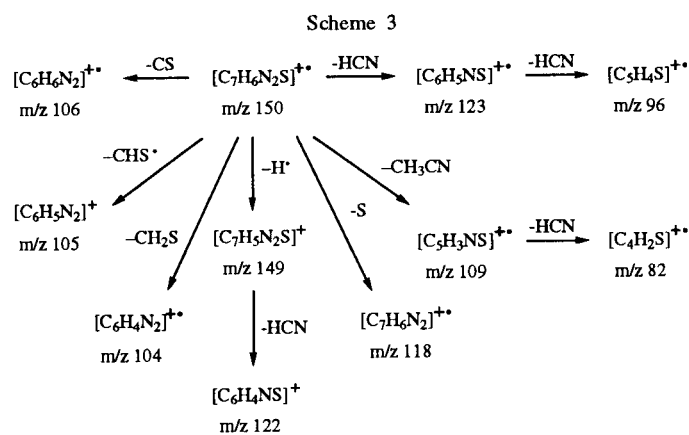 Scheme 3
[C6H6N2]+• -CS [C7H6N2S]+• -HCN [C6H5NS]+• -HCN [C5H4S]+•
m/z 106 m/z 150 m/z 123 m/z 96
–CHS• –H• -S –CH3CN
[C6H5N2]+
m/z 105
–CH2S [C7H5N2S]+ [C5H3NS]+• -HCN [C4H2S]+•
m/z 149 m/z 109 m/z 82
[C6H4N2]+• -HCN [C7H6N2]+•
m/z 104 m/z 118
[C6H4NS]+
m/z 122